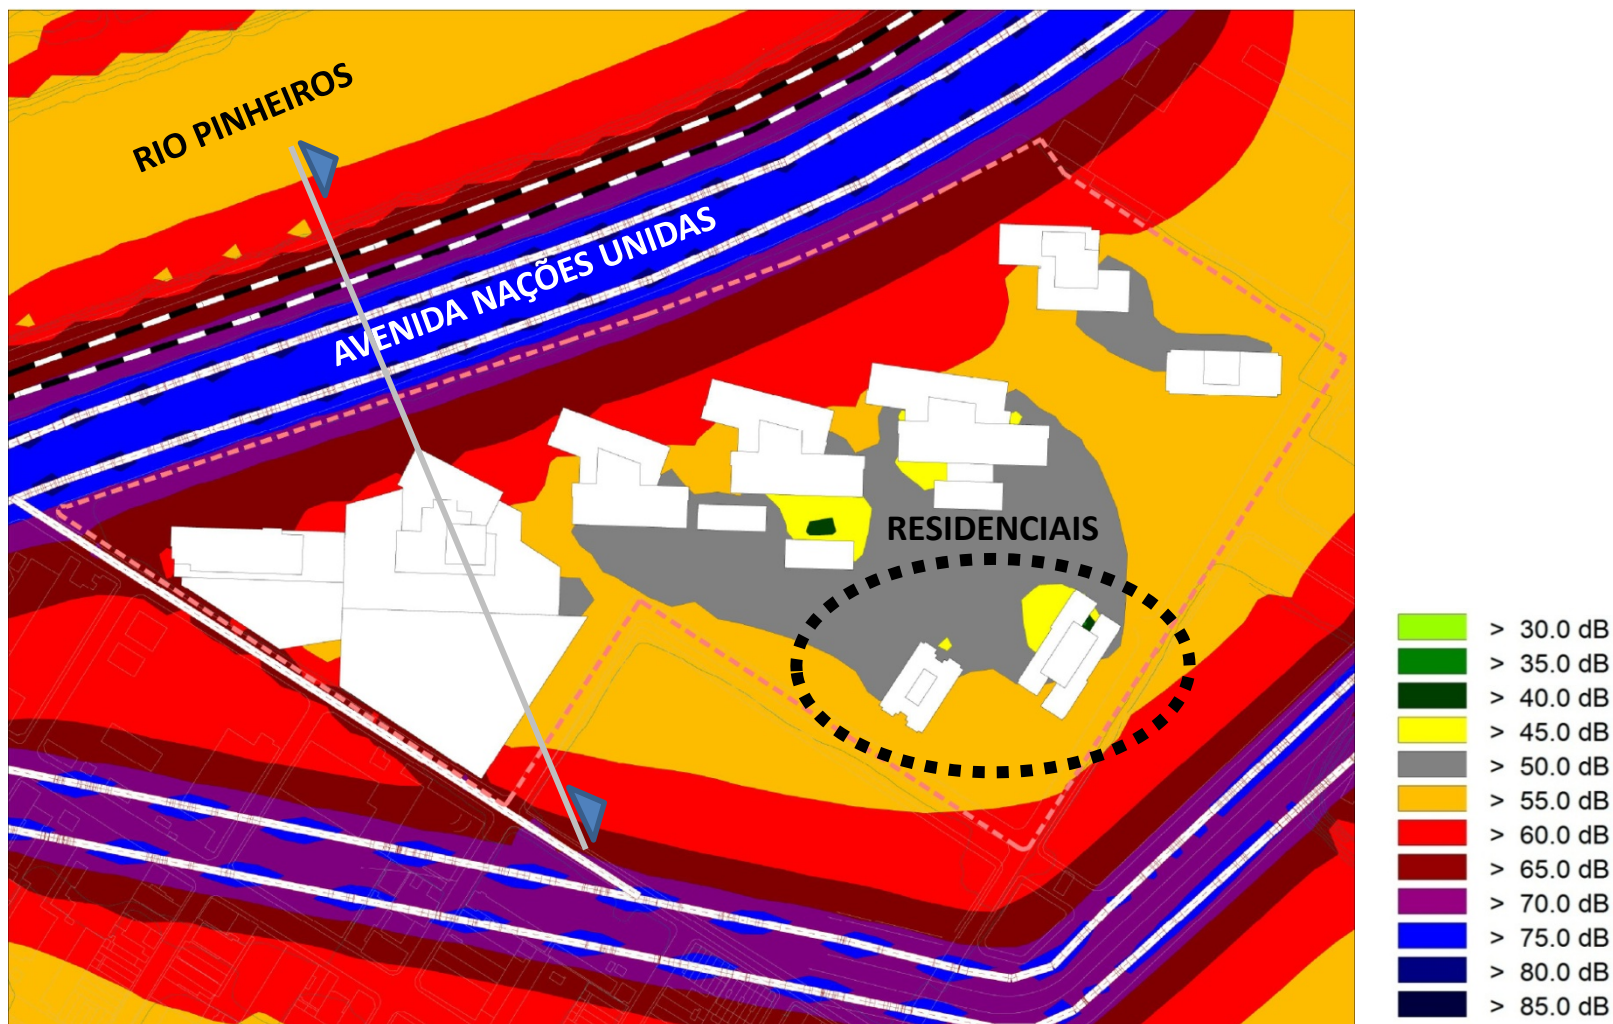 RIO PINHEIROS
AVENIDA NAÇÕES UNIDAS
RESIDENCIAIS
> 30.0 dB
> 35.0 dB
> 40.0 dB
> 45.0 dB
> 50.0 dB
> 55.0 dB
> 60.0 dB
> 65.0 dB
> 70.0 dB
> 75.0 dB
> 80.0 dB
> 85.0 dB